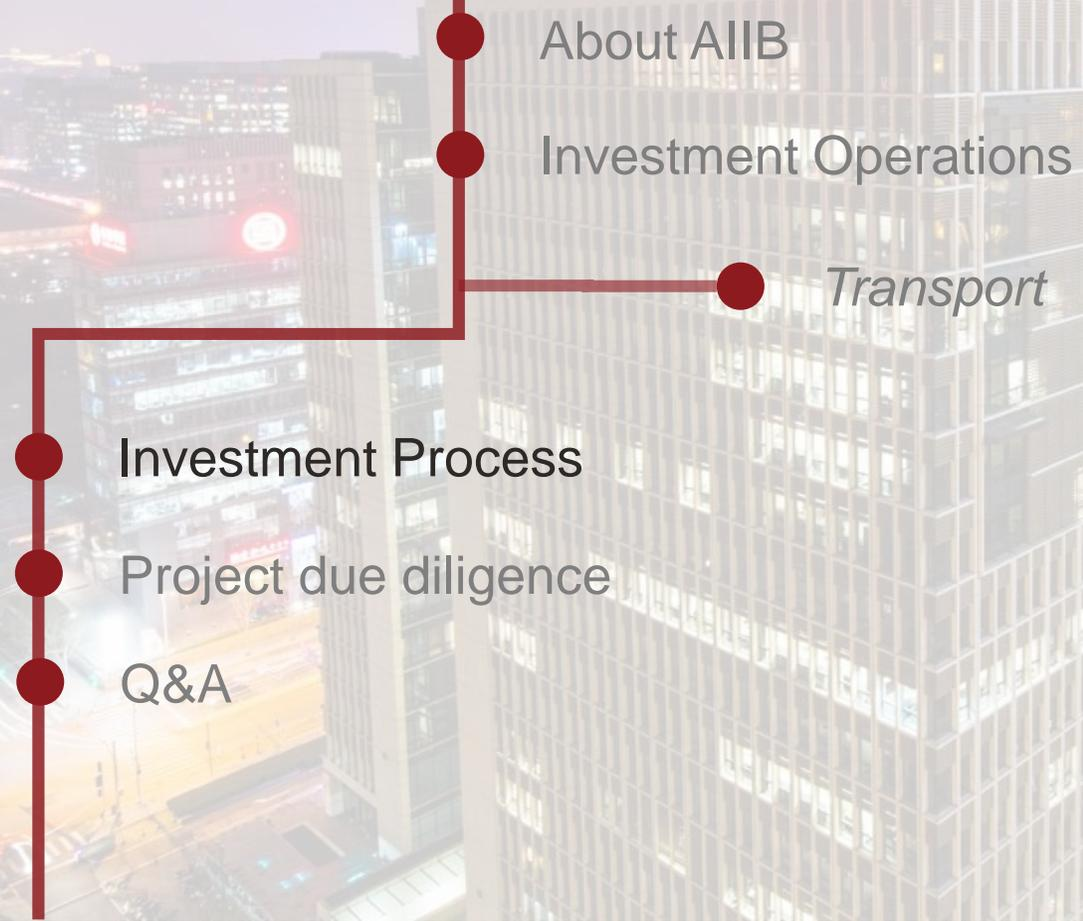 About AIIB
Investment Operations
Transport
Investment Process
Project due diligence
Q&A